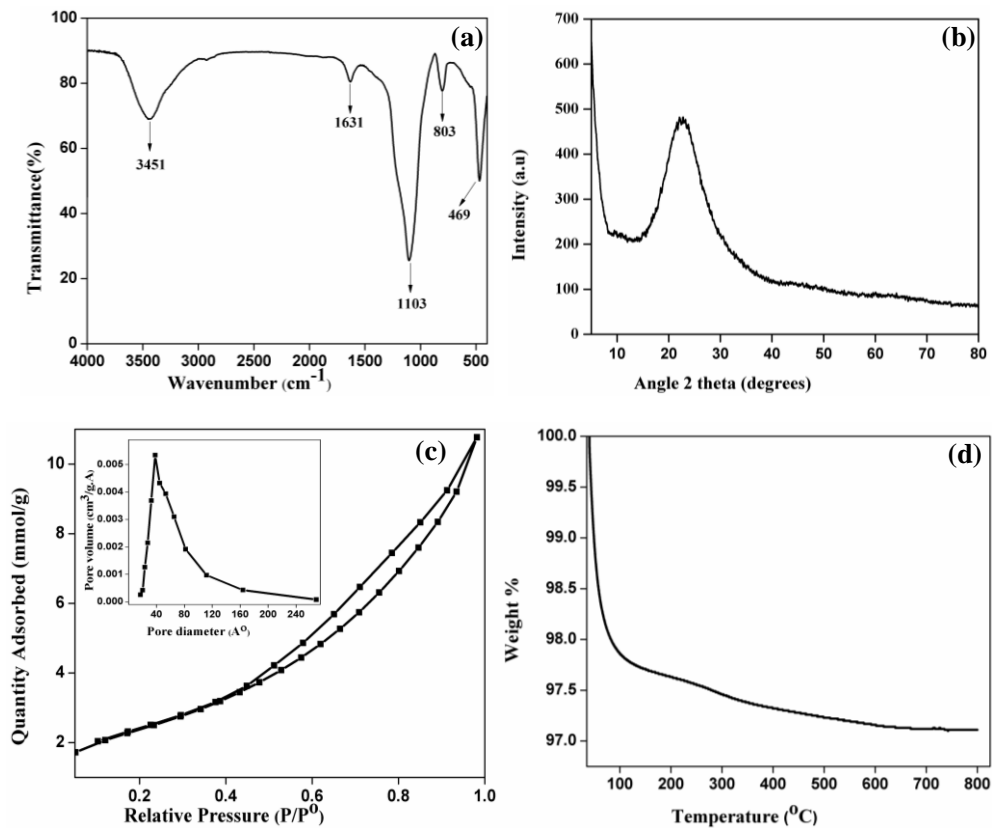 (a)
100
80
60
40
20
0
Transmittance(%)
3451
1631
1103
803
469
4000 3500 3000 2500 2000 1500 1000 500
Wavenumber (cm-1)
(b)
700
600
500
400
300
200
100
0
Intensity (a.u)
10 20 30 40 50 60 70 80
Angle 2 theta (degrees)
(c)
10
8
6
4
2
Quantity Adsorbed (mmol/g)
0.2 0.4 0.6 0.8 1.0
Relative Pressure (P/PO)
0.005
0.004
0.003
0.002
0.001
0.000
Pore volume (cm3/g.A)
40 80 120 160 200 240
Pore diameter (AO)
(d)
100.0
99.5
99.0
98.5
98.0
97.5
97.0
Weight %
100 200 300 400 500 600 700 800
Temperature (OC)